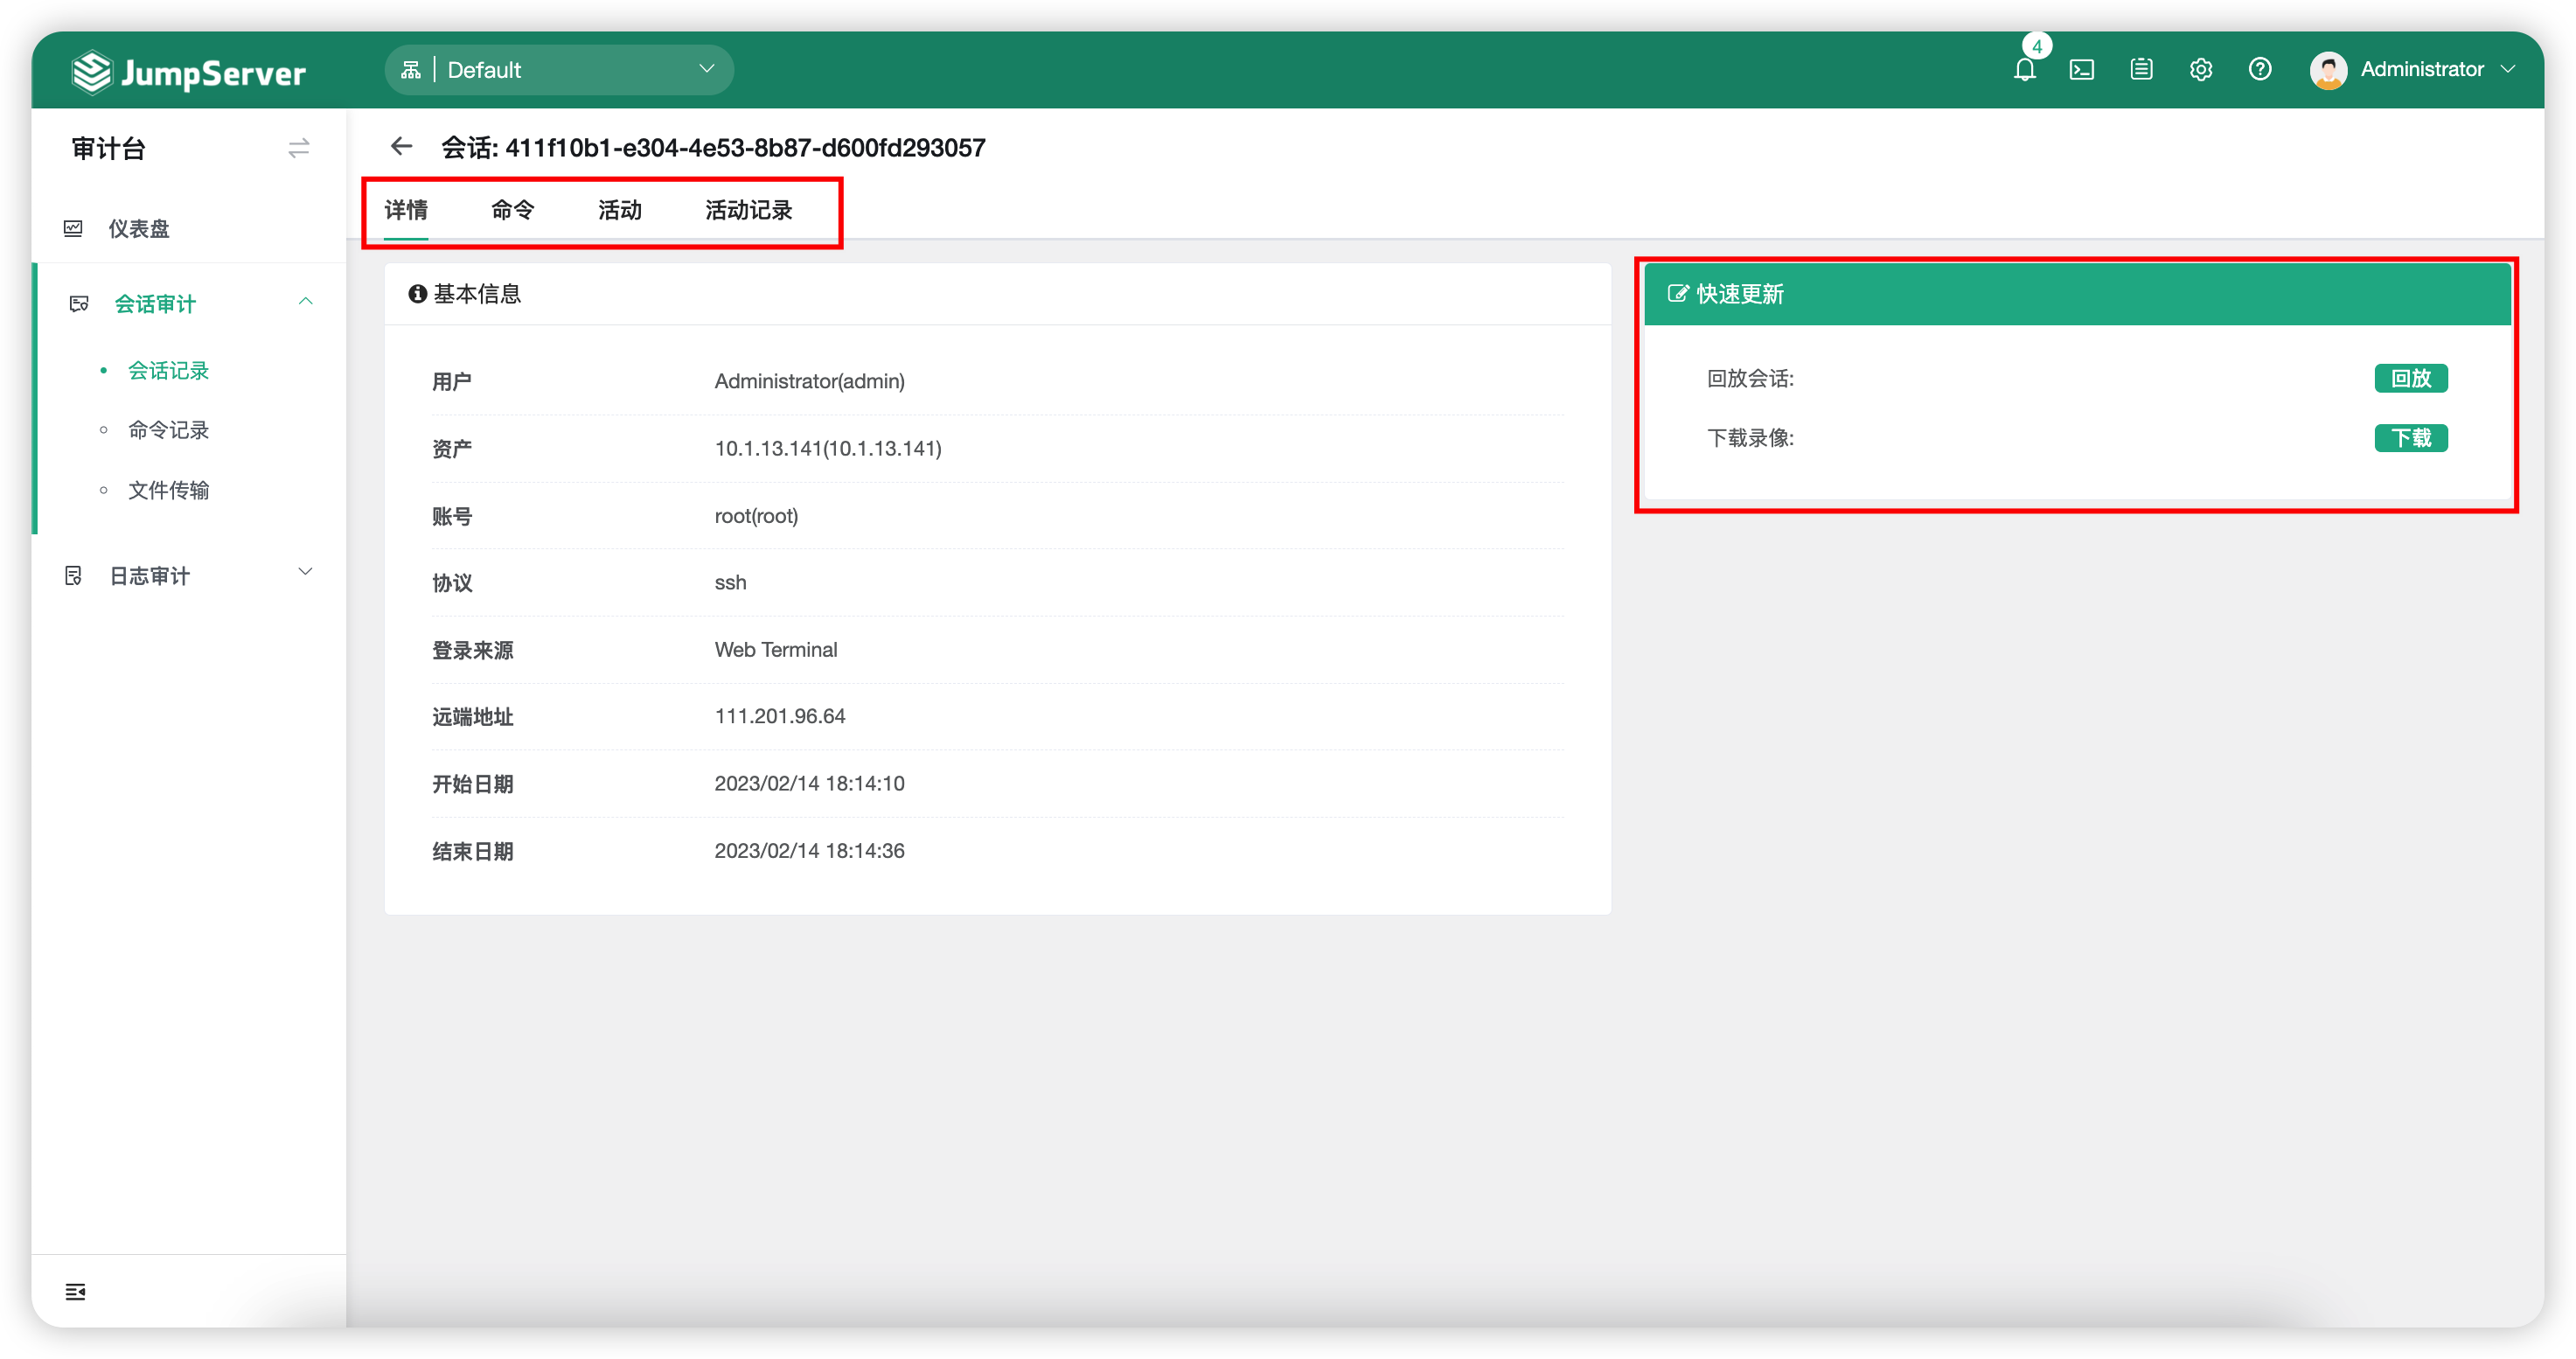 JumpServer
Default
4
Administrator
审计台
仪表盘
会话审计
会话记录
命令记录
文件传输
日志审计
会话: 411f10b1-e304-4e53-8b87-d600fd293057
详情 命令 活动 活动记录
基本信息
用户 Administrator(admin)
资产 10.1.13.141(10.1.13.141)
账号 root(root)
协议 ssh
登录来源 Web Terminal
远端地址 111.201.96.64
开始日期 2023/02/14 18:14:10
结束日期 2023/02/14 18:14:36
快速更新
回放会话: 回放
下载录像: 下载